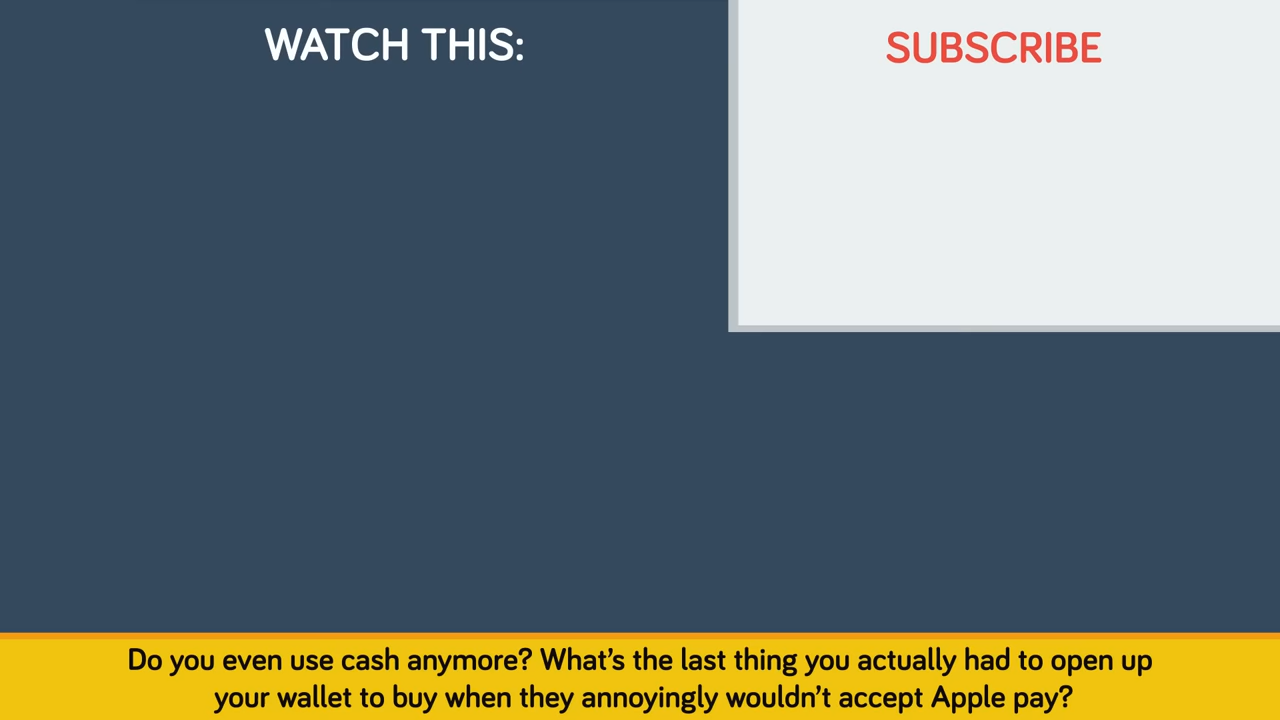 WATCH THIS:
SUBSCRIBE
Do you even use cash anymore? What's the last thing you actually had to open up
your wallet to buy when they annoyingly wouldn't accept Apple pay?